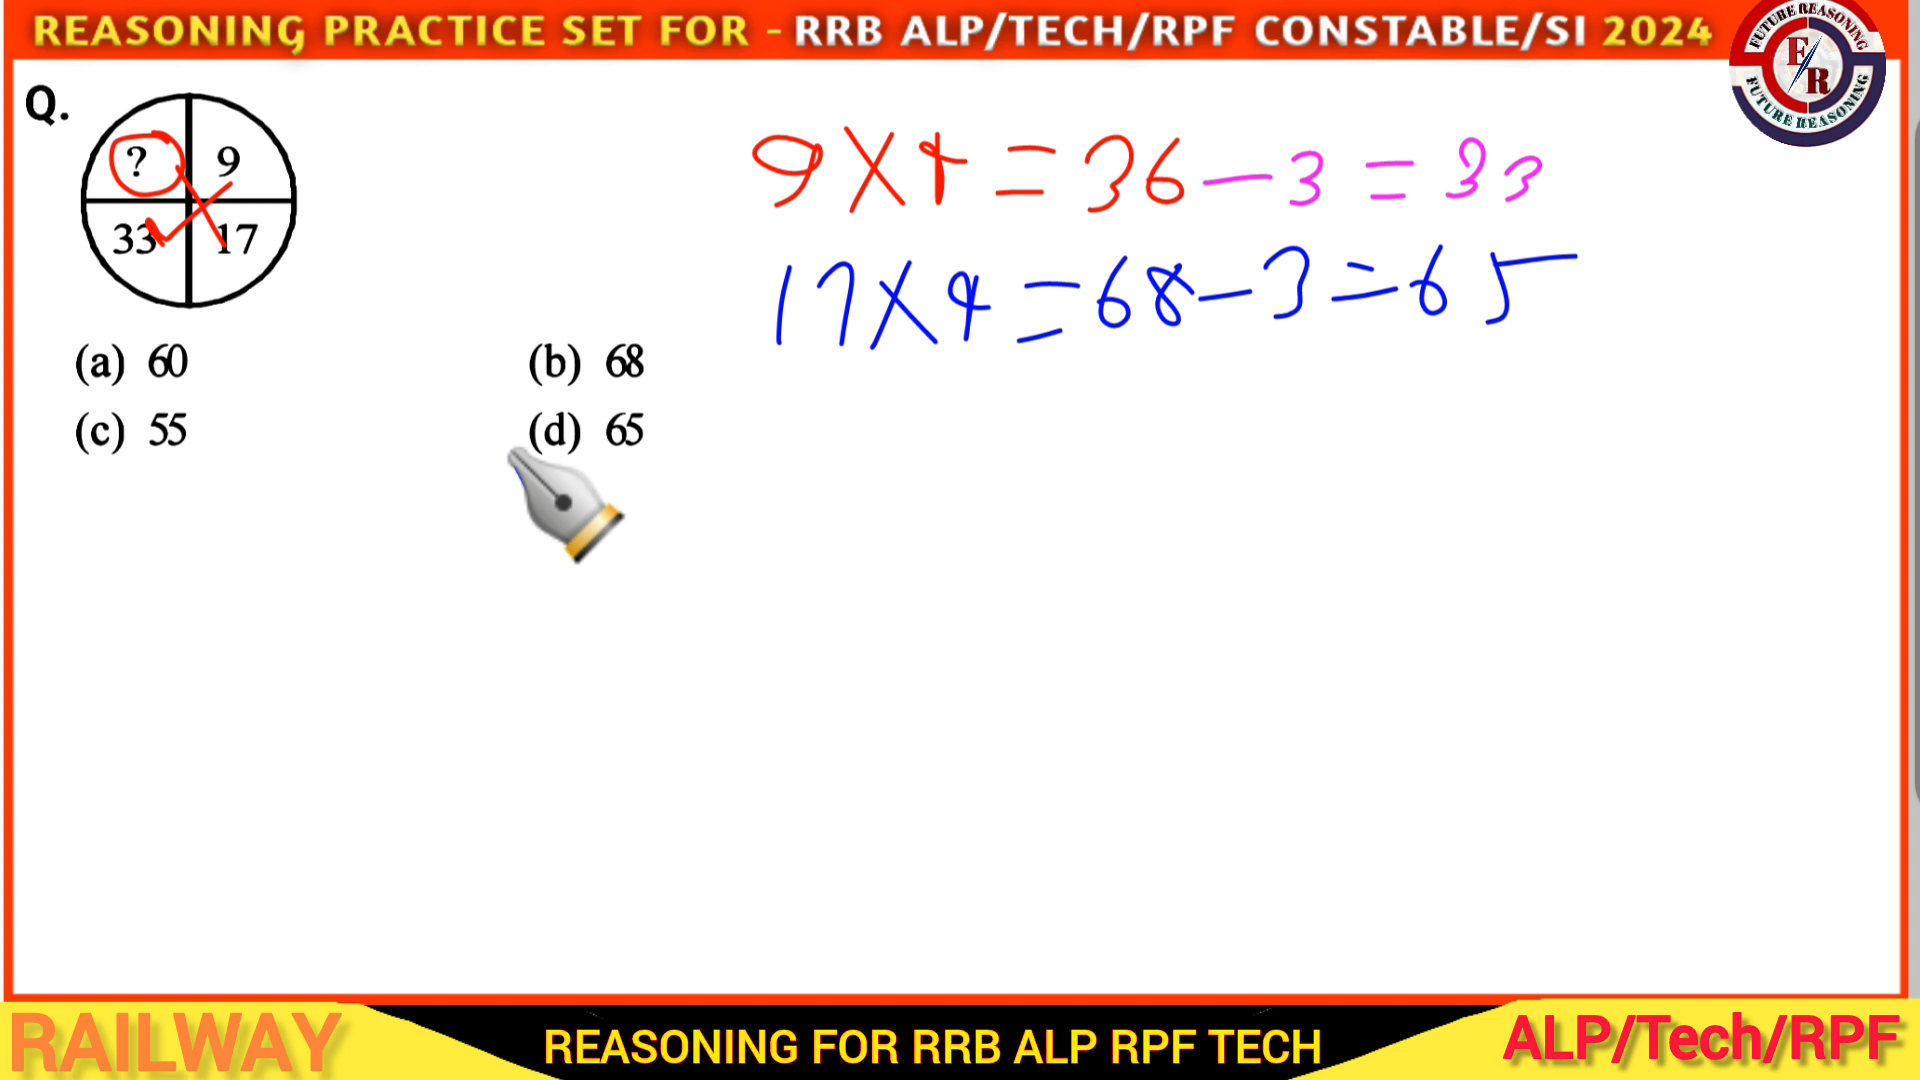 REASONING PRACTICE SET FOR - RRB ALP/TECH/RPF CONSTABLE/SI 2024
FUTURE REASONING
F R
FUTURE REASONING
Q.
? 9
33 17
9 X 4 = 36 - 3 = 33
17 X 4 = 68 - 3 = 65
(a) 60 (b) 68
(c) 55 (d) 65
RAILWAY REASONING FOR RRB ALP RPF TECH ALP/Tech/RPF